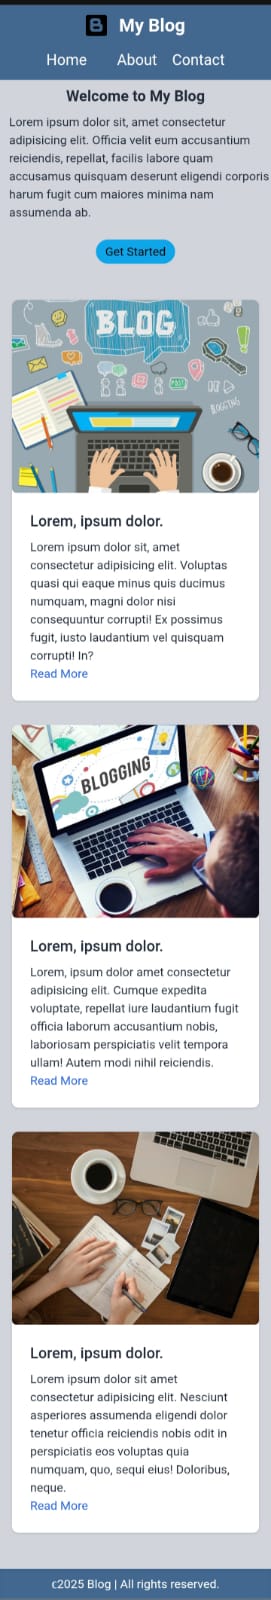 B My Blog
Home About Contact
Welcome to My Blog
Lorem ipsum dolor sit, amet consectetur
adipisicing elit. Officia velit eum accusantium
reiciendis, repellat, facilis labore quam
accusamus quisquam deserunt eligendi corporis
harum fugit cum maiores minima nam
assumenda ab.
Get Started
BLOG
BLOGGING
Lorem, ipsum dolor.
Lorem ipsum dolor sit, amet
consectetur adipisicing elit. Voluptas
quasi qui eaque minus quis ducimus
numquam, magni dolor nisi
consequuntur corrupti! Ex possimus
fugit, iusto laudantium vel quisquam
corrupti! In?
Read More
BLOGGING
Lorem, ipsum dolor.
Lorem, ipsum dolor amet consectetur
adipisicing elit. Cumque expedita
voluptate, repellat iure laudantium fugit
officia laborum accusantium nobis,
laboriosam perspiciatis velit tempora
ullam! Autem modi nihil reiciendis.
Read More
Lorem, ipsum dolor.
Lorem ipsum dolor sit amet
consectetur adipisicing elit. Nesciunt
asperiores assumenda eligendi dolor
tenetur officia reiciendis nobis odit in
perspiciatis eos voluptas quia
numquam, quo, sequi eius! Doloribus,
neque.
Read More
c2025 Blog | All rights reserved.